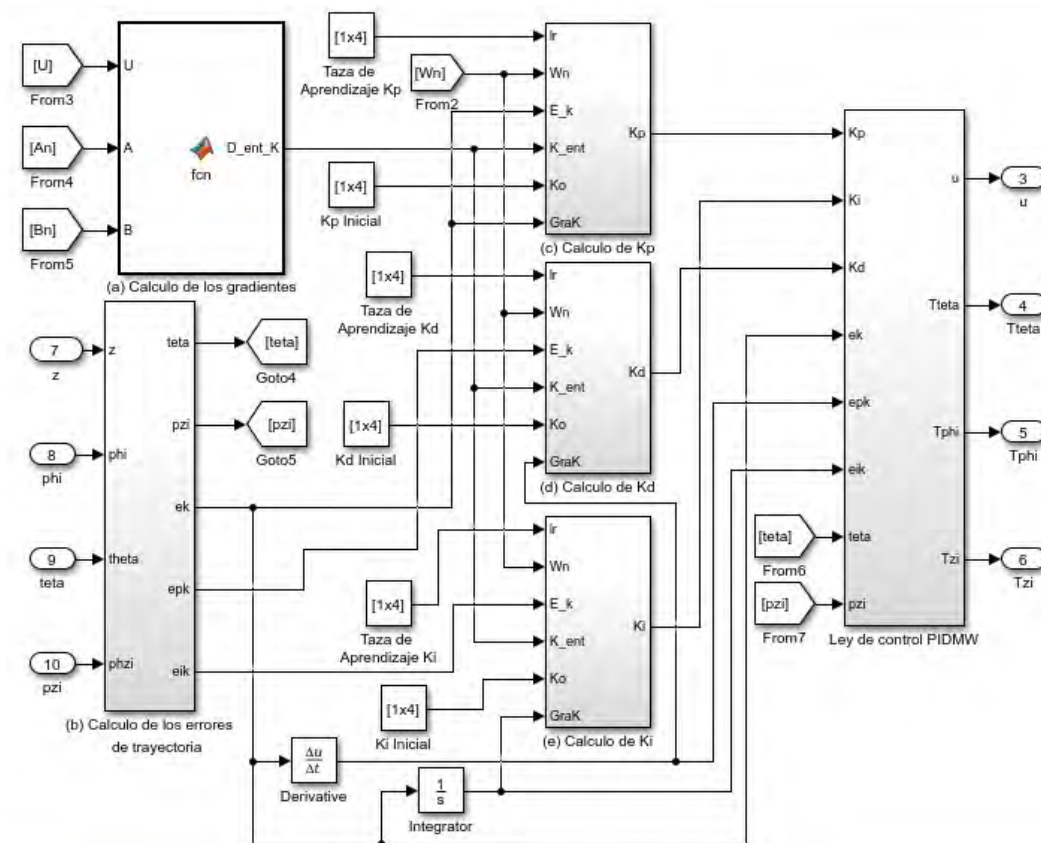 [U]
From3
[An]
From4
[Bn]
From5
U
A
B
fcn
D_ent_K
(a) Calculo de los gradientes
[1x4]
Taza de
Aprendizaje Kp
[Wn]
From2
[1x4]
Kp Inicial
lr
Wn
E_k
K_ent
Ko
GraK
Kp
(c) Calculo de Kp
[1x4]
Taza de
Aprendizaje Kd
[1x4]
Kd Inicial
lr
Wn
E_k
K_ent
Ko
GraK
Kd
(d) Calculo de Kd
7
z
8
phi
9
teta
10
pzi
z
phi
theta
phzi
teta
pzi
ek
epk
eik
(b) Calculo de los errores
de trayectoria
[teta]
Goto4
[pzi]
Goto5
[1x4]
Taza de
Aprendizaje Ki
[1x4]
Ki Inicial
lr
Wn
E_k
K_ent
Ko
GraK
Ki
(e) Calculo de Ki
Δu
Δt
Derivative
1
s
Integrator
[teta]
From6
[pzi]
From7
Kp
Ki
Kd
ek
epk
eik
teta
pzi
u
Tteta
Tphi
Tzi
Ley de control PIDMW
3
u
4
Tteta
5
Tphi
6
Tzi